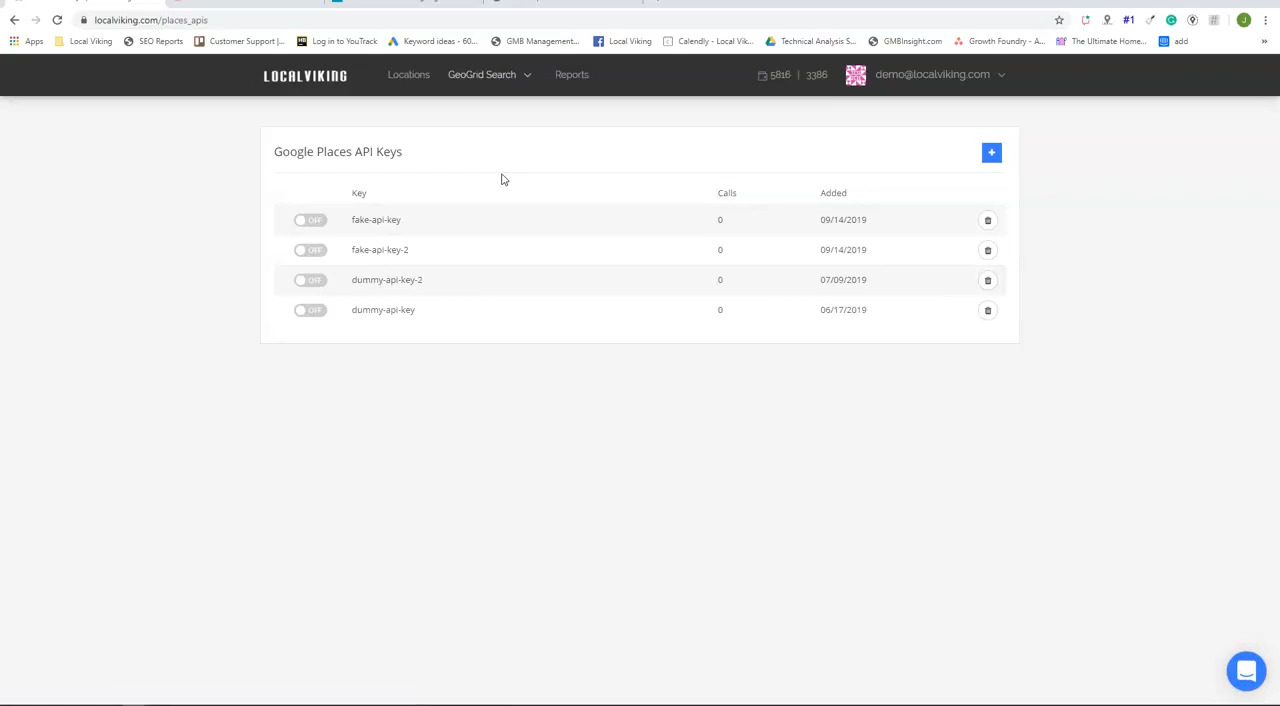 localviking.com/places_apis
#1
J
Apps
Local Viking
SEO Reports
Customer Support |...
Log in to YouTrack
Keyword ideas - 60...
GMB Management...
Local Viking
Calendly - Local Vik...
Technical Analysis S...
GMBInsight.com
Growth Foundry - A...
The Ultimate Home...
add
»
LOCALVIKING
Locations
GeoGrid Search
Reports
5816 | 3386
demo@localviking.com
Google Places API Keys
+
Key Calls Added
OFF fake-api-key 0 09/14/2019
OFF fake-api-key-2 0 09/14/2019
OFF dummy-api-key-2 0 07/09/2019
OFF dummy-api-key 0 06/17/2019